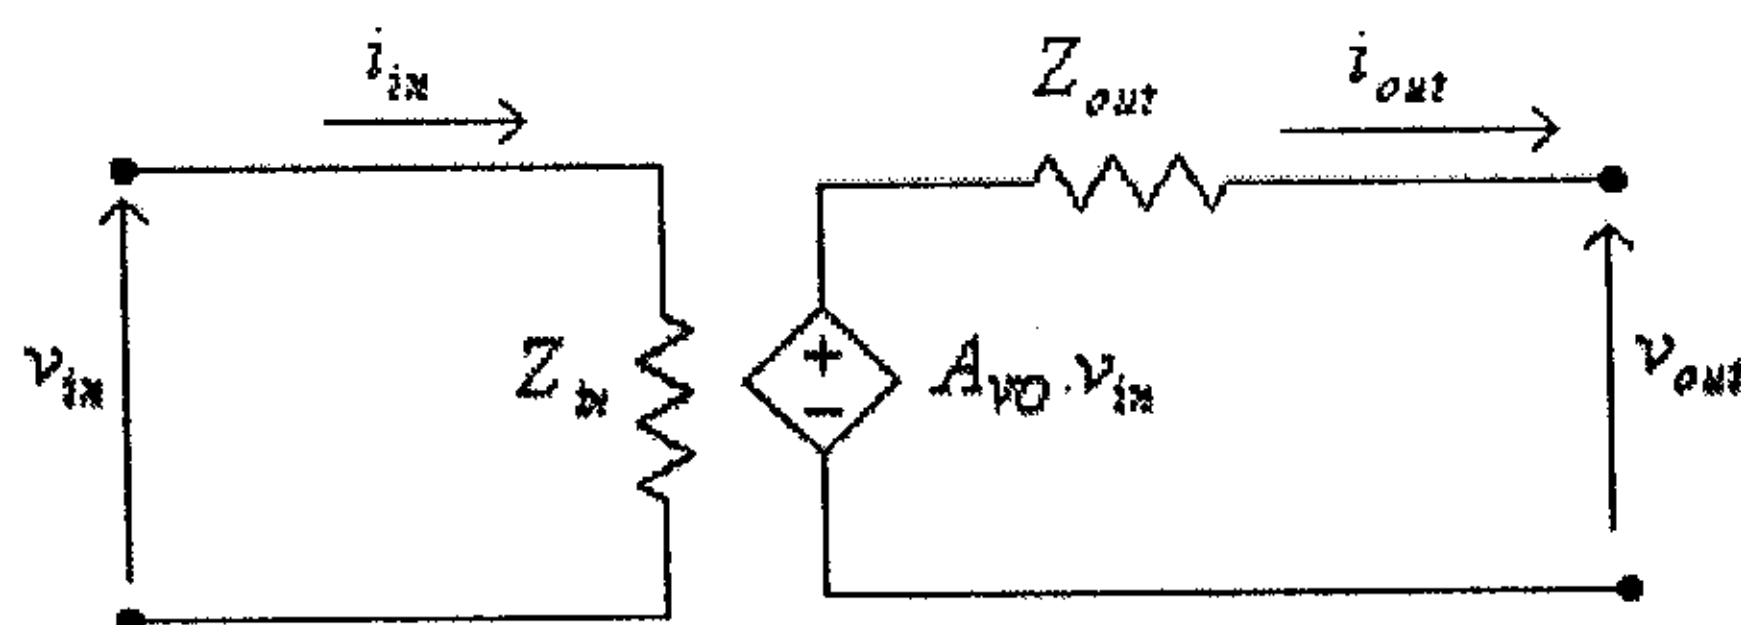 i_in
Z_out
i_out
v_in
Z_in
+
−
A_VO · v_in
v_out